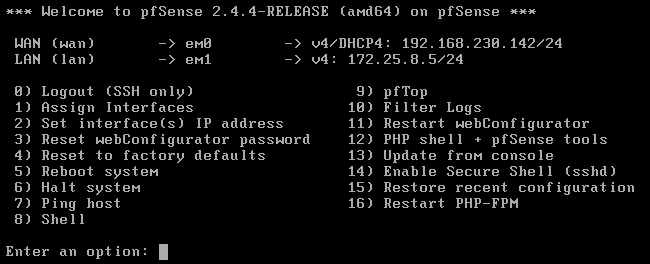 *** Welcome to pfSense 2.4.4-RELEASE (amd64) on pfSense ***
WAN (wan) -> em0 -> v4/DHCP4: 192.168.230.142/24
LAN (lan) -> em1 -> v4: 172.25.8.5/24
0) Logout (SSH only) 9) pfTop
1) Assign Interfaces 10) Filter Logs
2) Set interface(s) IP address 11) Restart webConfigurator
3) Reset webConfigurator password 12) PHP shell + pfSense tools
4) Reset to factory defaults 13) Update from console
5) Reboot system 14) Enable Secure Shell (sshd)
6) Halt system 15) Restore recent configuration
7) Ping host 16) Restart PHP-FPM
8) Shell
Enter an option: